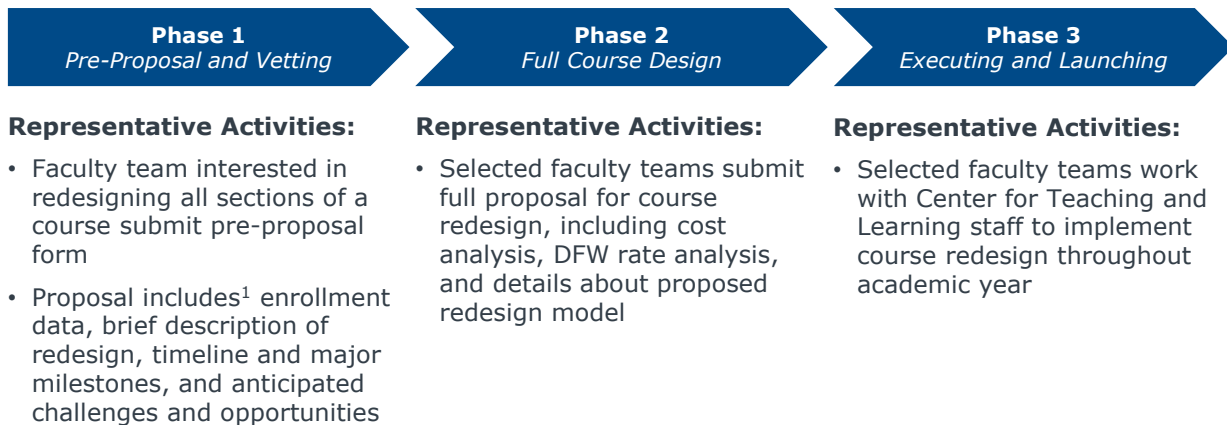 Phase 1
Pre-Proposal and Vetting
Phase 2
Full Course Design
Phase 3
Executing and Launching
Representative Activities:
• Faculty team interested in
redesigning all sections of a
course submit pre-proposal
form
• Proposal includes¹ enrollment
data, brief description of
redesign, timeline and major
milestones, and anticipated
challenges and opportunities
Representative Activities:
• Selected faculty teams submit
full proposal for course
redesign, including cost
analysis, DFW rate analysis,
and details about proposed
redesign model
Representative Activities:
• Selected faculty teams work
with Center for Teaching and
Learning staff to implement
course redesign throughout
academic year